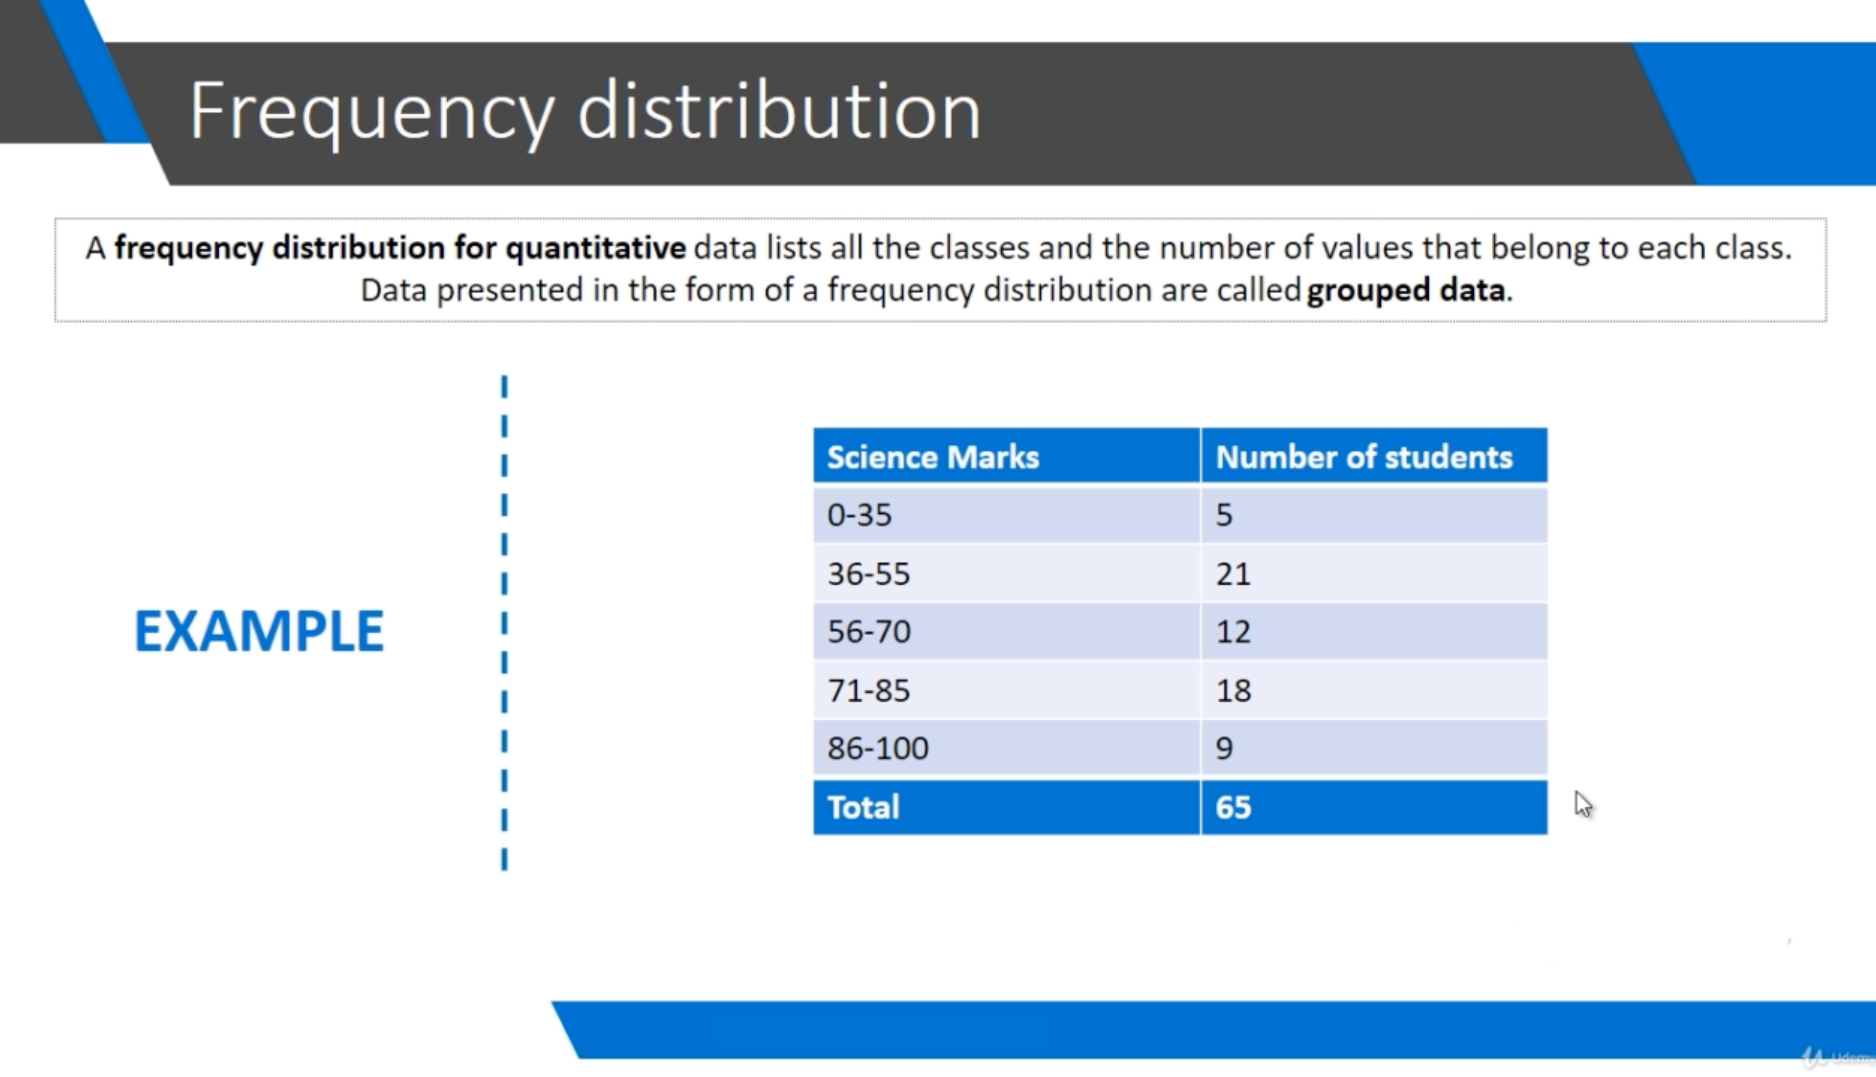 Frequency distribution
A frequency distribution for quantitative data lists all the classes and the number of values that belong to each class.
Data presented in the form of a frequency distribution are called grouped data.
EXAMPLE
Science Marks Number of students
0-35 5
36-55 21
56-70 12
71-85 18
86-100 9
Total 65
Udemy